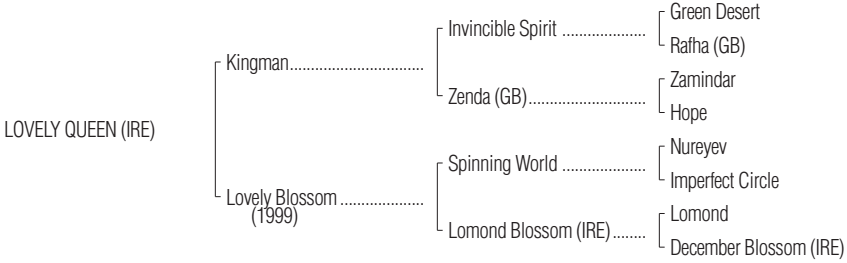 Green Desert
Invincible Spirit ....................
Rafha (GB)
Kingman................................
Zamindar
Zenda (GB)............................
Hope
LOVELY QUEEN (IRE)
Nureyev
Spinning World ....................
Imperfect Circle
Lovely Blossom ....................
(1999)
Lomond
Lomond Blossom (IRE)........
December Blossom (IRE)